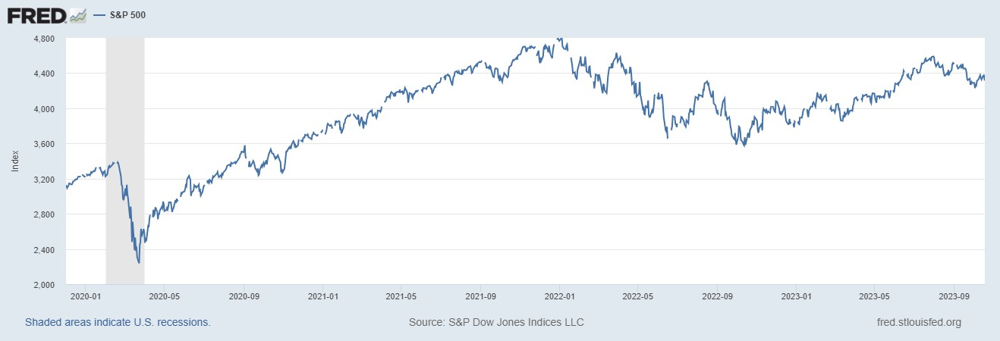 FRED
S&P 500
4,800
4,400
4,000
3,600
3,200
2,800
2,400
2,000
Index
2020-01 2020-05 2020-09 2021-01 2021-05 2021-09 2022-01 2022-05 2022-09 2023-01 2023-05 2023-09
Shaded areas indicate U.S. recessions. Source: S&P Dow Jones Indices LLC fred.stlouisfed.org